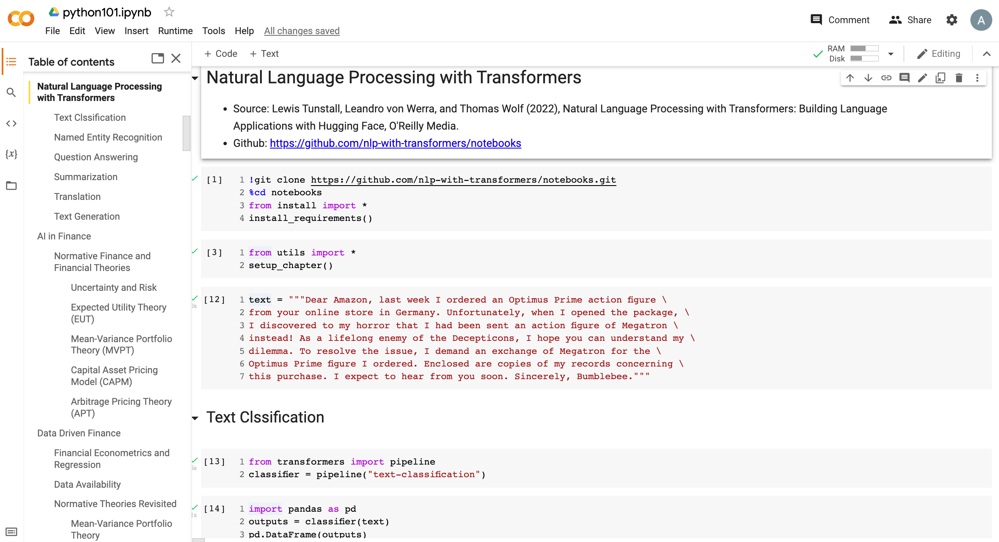 python101.ipynb
File Edit View Insert Runtime Tools Help All changes saved
Comment Share A
Table of contents
Natural Language Processing
with Transformers
Text Clssification
Named Entity Recognition
Question Answering
Summarization
Translation
Text Generation
AI in Finance
Normative Finance and
Financial Theories
Uncertainty and Risk
Expected Utility Theory
(EUT)
Mean-Variance Portfolio
Theory (MVPT)
Capital Asset Pricing
Model (CAPM)
Arbitrage Pricing Theory
(APT)
Data Driven Finance
Financial Econometrics and
Regression
Data Availability
Normative Theories Revisited
Mean-Variance Portfolio
Theory
+ Code + Text
RAM
Disk
Editing
Natural Language Processing with Transformers
• Source: Lewis Tunstall, Leandro von Werra, and Thomas Wolf (2022), Natural Language Processing with Transformers: Building Language
Applications with Hugging Face, O'Reilly Media.
• Github: https://github.com/nlp-with-transformers/notebooks
[1] 1 !git clone https://github.com/nlp-with-transformers/notebooks.git
2 %cd notebooks
3 from install import *
4 install_requirements()
[3] 1 from utils import *
2 setup_chapter()
0s [12] 1 text = """Dear Amazon, last week I ordered an Optimus Prime action figure \
2 from your online store in Germany. Unfortunately, when I opened the package, \
3 I discovered to my horror that I had been sent an action figure of Megatron \
4 instead! As a lifelong enemy of the Decepticons, I hope you can understand my \
5 dilemma. To resolve the issue, I demand an exchange of Megatron for the \
6 Optimus Prime figure I ordered. Enclosed are copies of my records concerning \
7 this purchase. I expect to hear from you soon. Sincerely, Bumblebee."""
Text Clssification
[13] 1 from transformers import pipeline
2 classifier = pipeline("text-classification")
1s [14] 1 import pandas as pd
2 outputs = classifier(text)
3 pd.DataFrame(outputs)